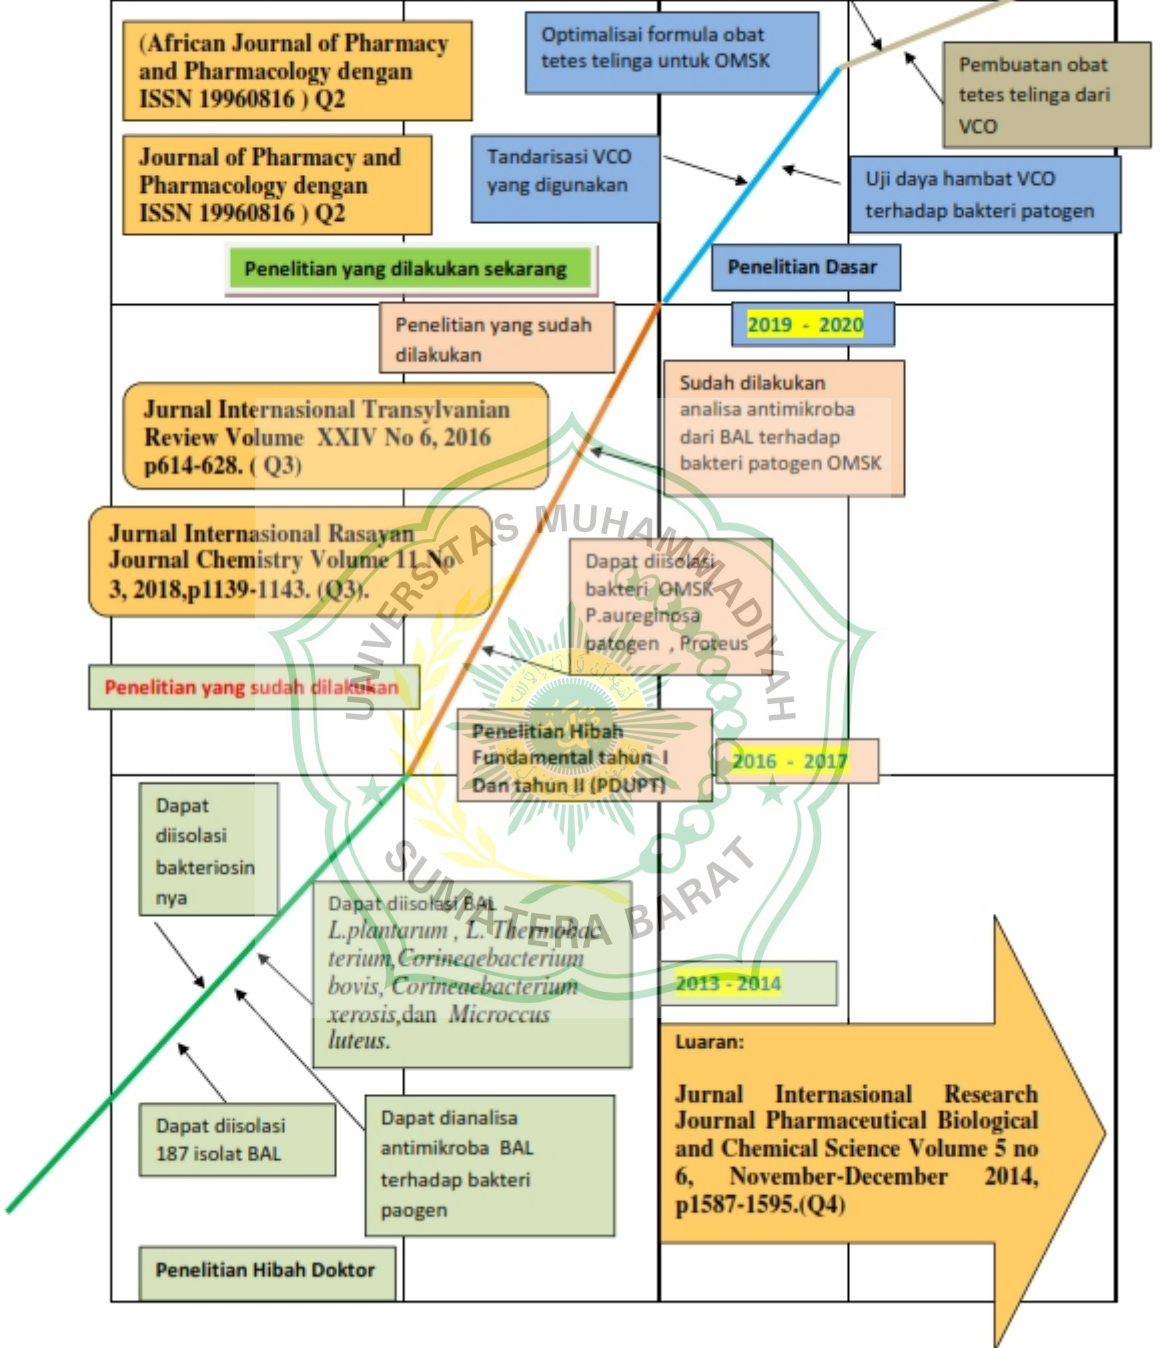 (African Journal of Pharmacy
and Pharmacology dengan
ISSN 19960816 ) Q2
Optimalisai formula obat
tetes telinga untuk OMSK
Pembuatan obat
tetes telinga dari
VCO
Journal of Pharmacy and
Pharmacology dengan
ISSN 19960816 ) Q2
Tandarisasi VCO
yang digunakan
Uji daya hambat VCO
terhadap bakteri patogen
Penelitian yang dilakukan sekarang
Penelitian Dasar
2019 - 2020
Penelitian yang sudah
dilakukan
Sudah dilakukan
analisa antimikroba
dari BAL terhadap
bakteri patogen OMSK
Jurnal Internasional Transylvanian
Review Volume XXIV No 6, 2016
p614-628. ( Q3)
Jurnal Internasional Rasayan
Journal Chemistry Volume 11 No
3, 2018,p1139-1143. (Q3).
Dapat diisolasi
bakteri OMSK
P.aureginosa
patogen , Proteus
Penelitian yang sudah dilakukan
Penelitian Hibah
Fundamental tahun I
Dan tahun II (PDUPT)
2016 - 2017
UNIVERSITAS MUHAMMADIYAH
SUMATERA BARAT
Dapat
diisolasi
bakteriosin
nya
Dapat diisolasi BAL
L.plantarum , L. Thermobac
terium,Corineaebacterium
bovis, Corineaebacterium
xerosis,dan Microccus
luteus.
2013 - 2014
Dapat diisolasi
187 isolat BAL
Dapat dianalisa
antimikroba BAL
terhadap bakteri
paogen
Luaran:
Jurnal Internasional Research
Journal Pharmaceutical Biological
and Chemical Science Volume 5 no
6, November-December 2014,
p1587-1595.(Q4)
Penelitian Hibah Doktor